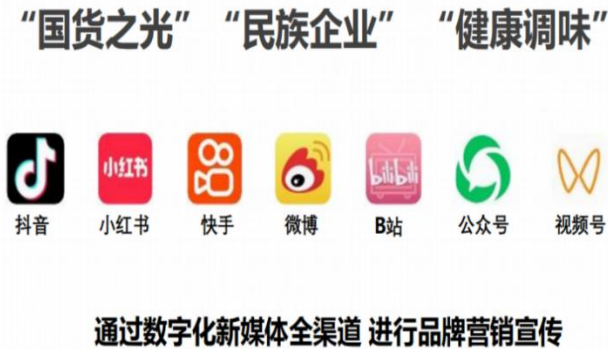 “国货之光” “民族企业” “健康调味”
小红书 bilibili
抖音 小红书 快手 微博 B站 公众号 视频号
通过数字化新媒体全渠道 进行品牌营销宣传